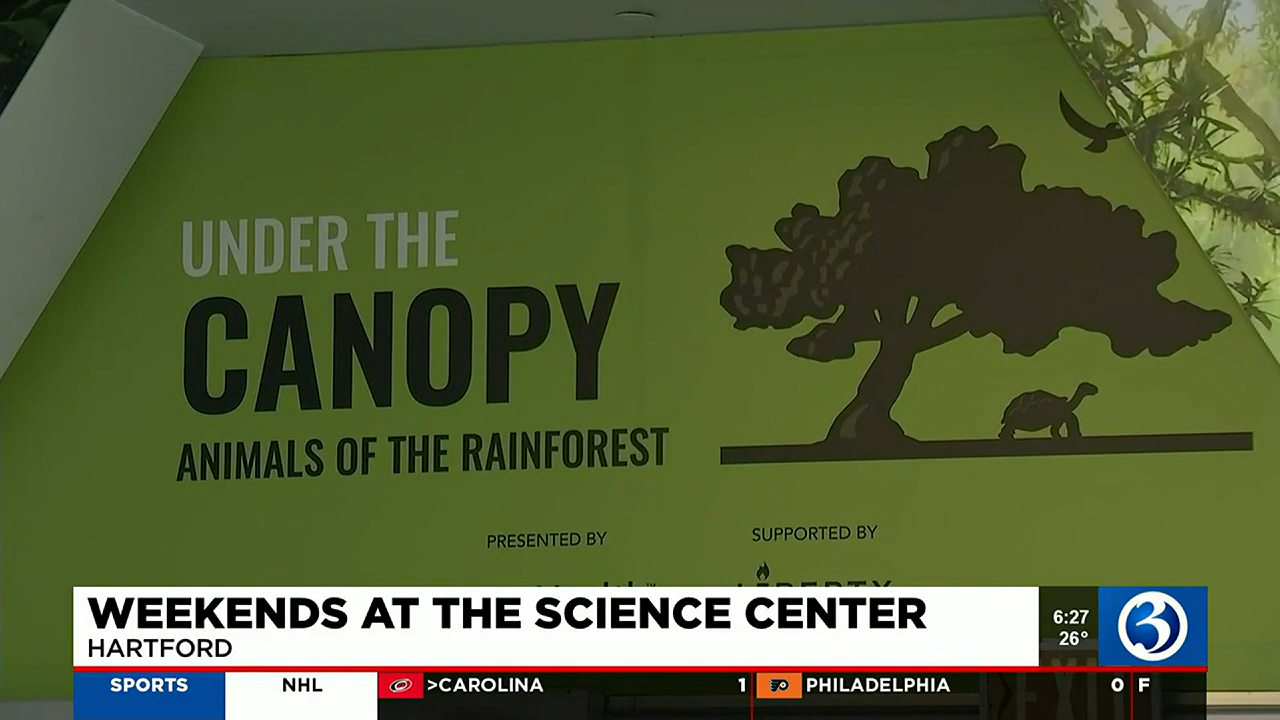 UNDER THE
CANOPY
ANIMALS OF THE RAINFOREST
PRESENTED BY
SUPPORTED BY
LIBERTY
WEEKENDS AT THE SCIENCE CENTER
HARTFORD
6:27
26°
3
SPORTS
NHL
>CAROLINA 1
PHILADELPHIA 0 F